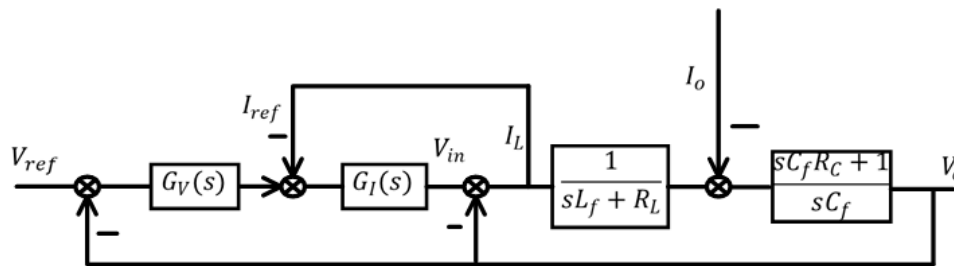 I_o
I_ref
V_ref
V_in
I_L
G_V(s)
G_I(s)
1
sL_f + R_L
sC_f R_C + 1
sC_f